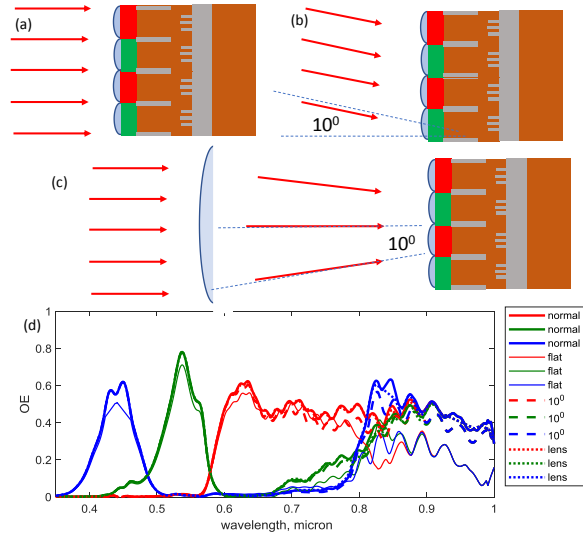 (a)
(b)
10⁰
(c)
10⁰
(d)
1
0.8
0.6
0.4
0.2
0
OE
0.4
0.5
0.6
0.7
0.8
0.9
1
wavelength, micron
normal
normal
normal
flat
flat
flat
10⁰
10⁰
10⁰
lens
lens
lens